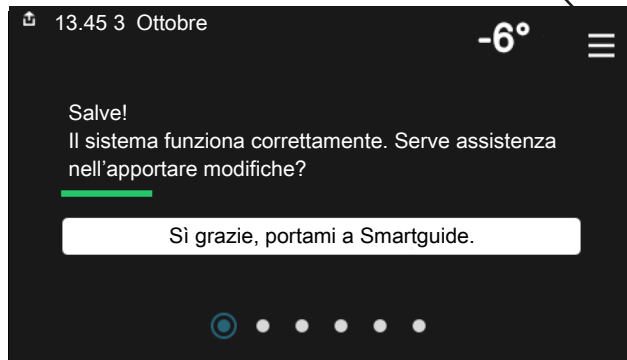 13.45 3 Ottobre
-6°
Salve!
Il sistema funziona correttamente. Serve assistenza
nell'apportare modifiche?
Sì grazie, portami a Smartguide.